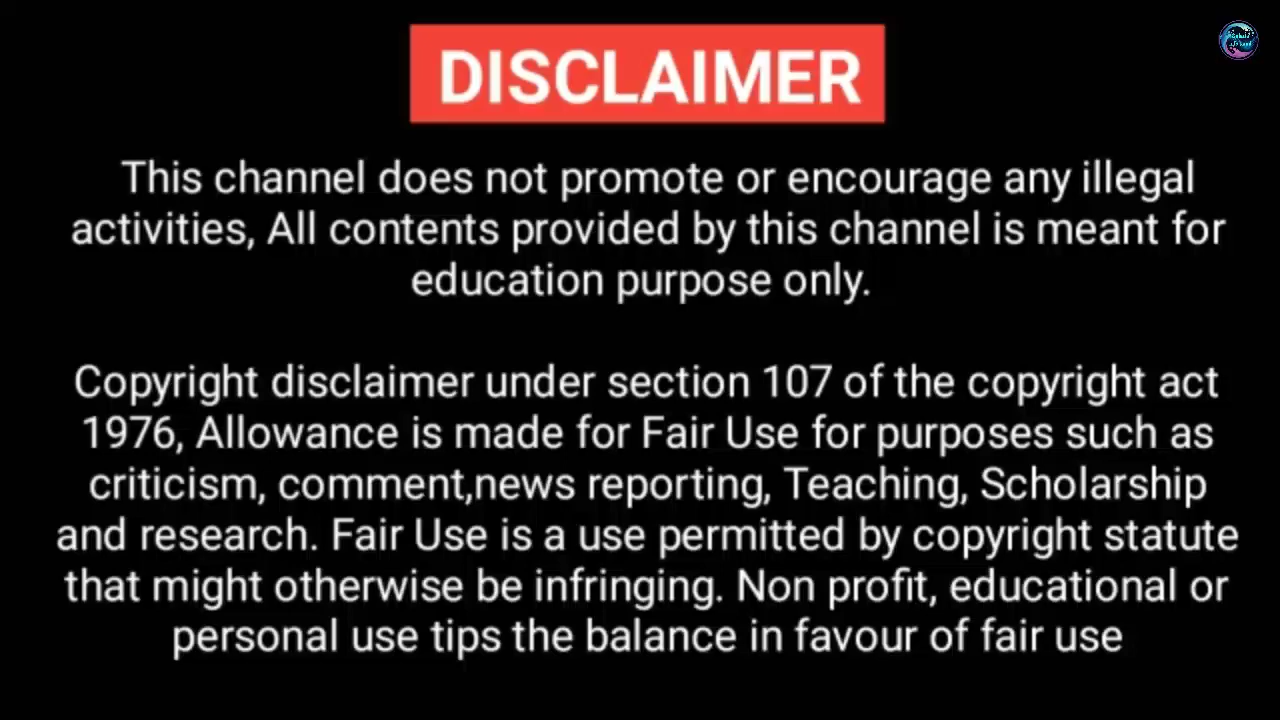 DISCLAIMER
This channel does not promote or encourage any illegal
activities, All contents provided by this channel is meant for
education purpose only.
Copyright disclaimer under section 107 of the copyright act
1976, Allowance is made for Fair Use for purposes such as
criticism, comment,news reporting, Teaching, Scholarship
and research. Fair Use is a use permitted by copyright statute
that might otherwise be infringing. Non profit, educational or
personal use tips the balance in favour of fair use